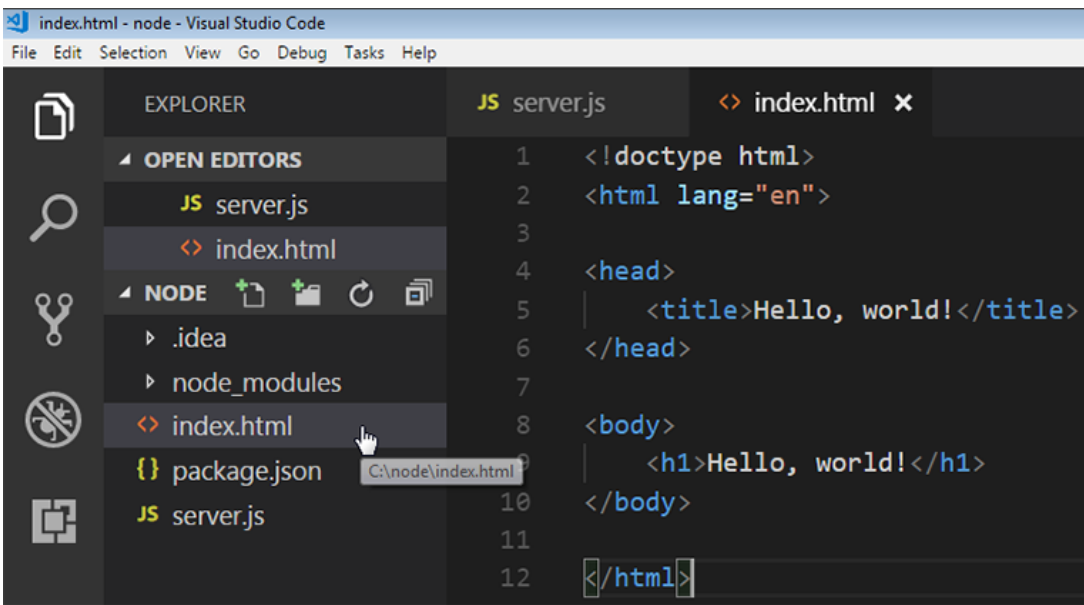 index.html - node - Visual Studio Code
File Edit Selection View Go Debug Tasks Help
EXPLORER
OPEN EDITORS
JS server.js
<> index.html
NODE
.idea
node_modules
<> index.html
{} package.json
JS server.js
C:\node\index.html
JS server.js <> index.html ×
1 <!doctype html>
2 <html lang="en">
3
4 <head>
5 <title>Hello, world!</title>
6 </head>
7
8 <body>
9 <h1>Hello, world!</h1>
10 </body>
11
12 </html>